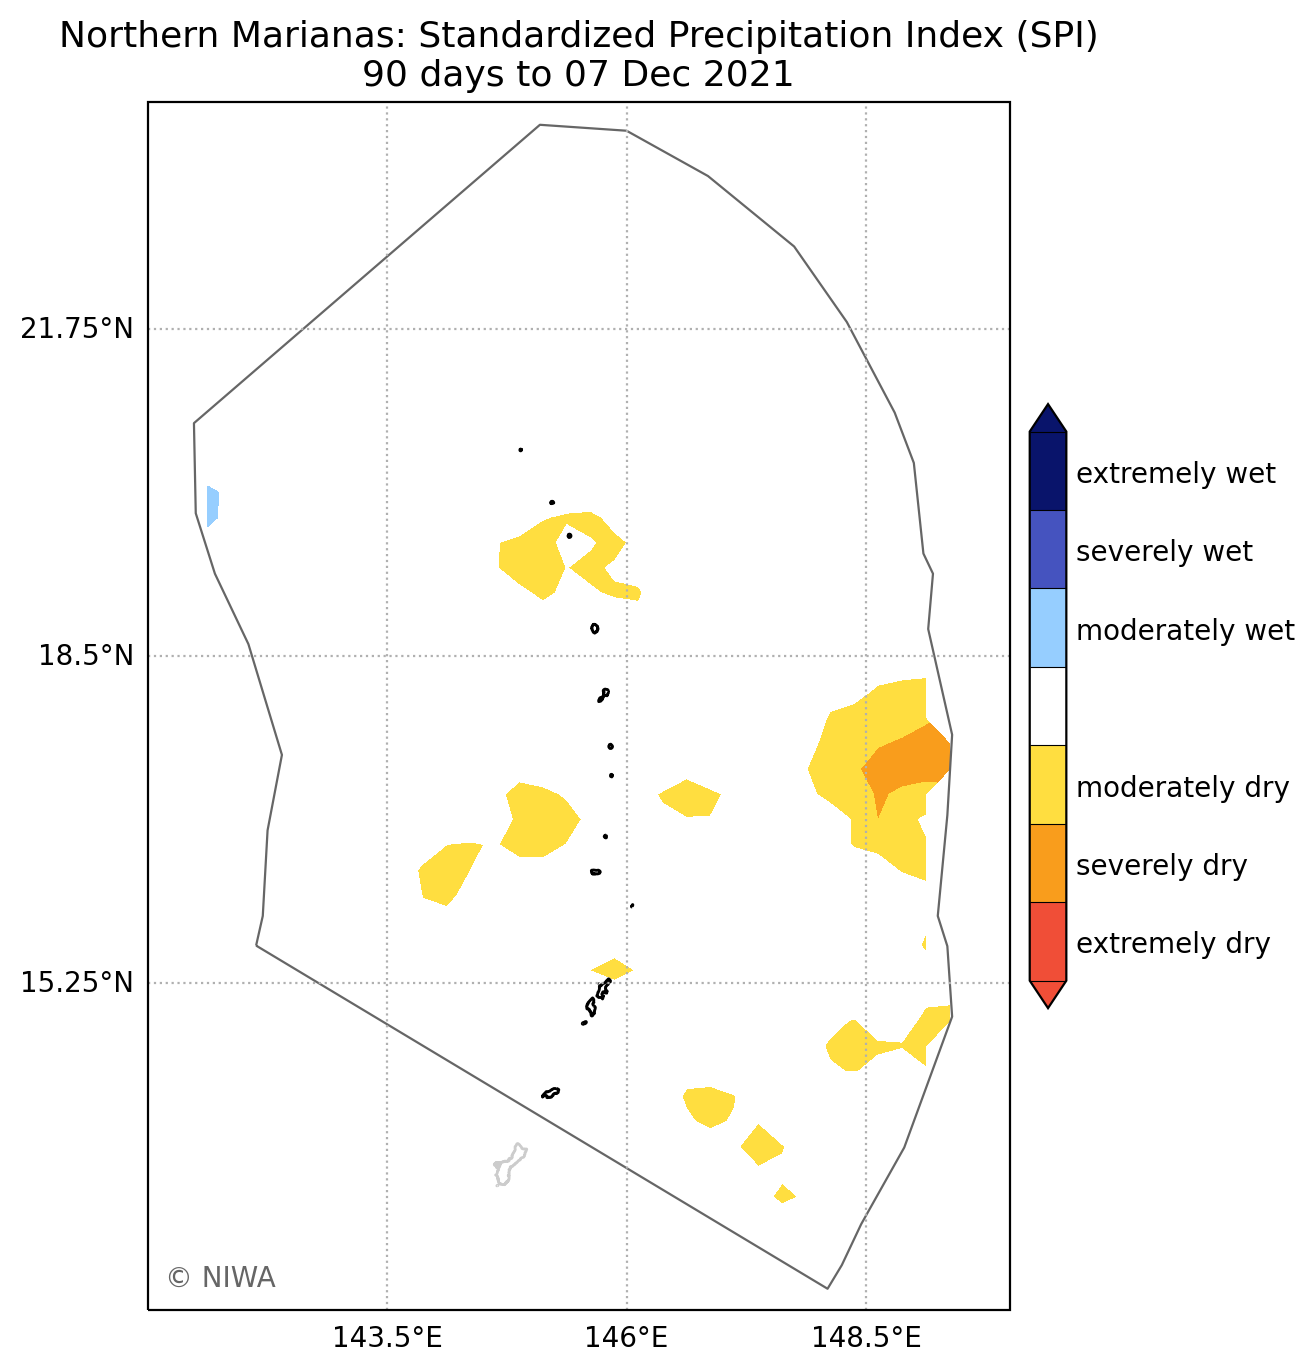 Northern Marianas: Standardized Precipitation Index (SPI)
90 days to 07 Dec 2021
21.75°N
18.5°N
15.25°N
143.5°E
146°E
148.5°E
extremely wet
severely wet
moderately wet
moderately dry
severely dry
extremely dry
© NIWA